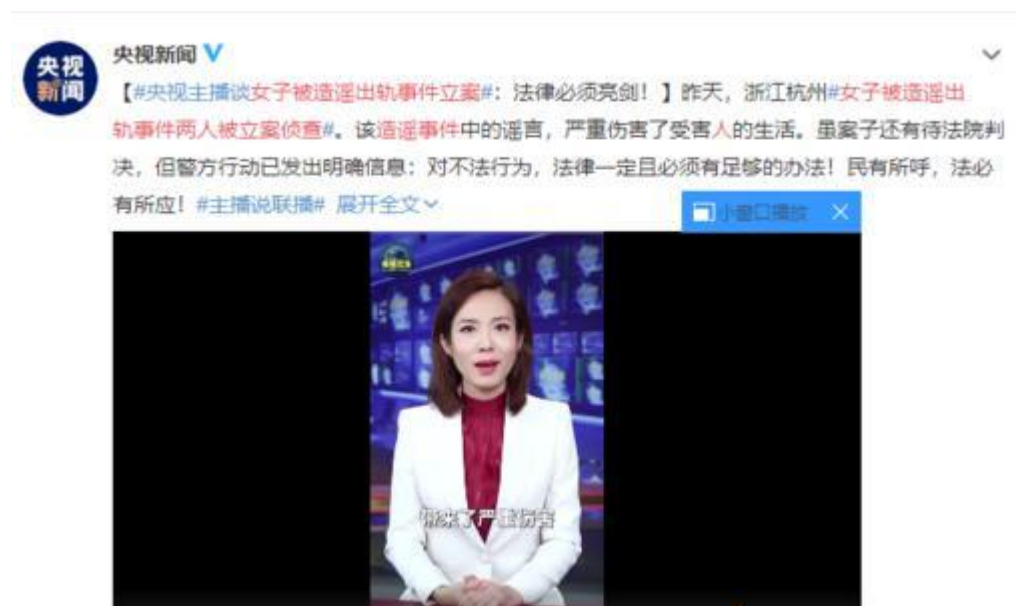 央视新闻
央视
新闻
【#央视主播谈女子被造谣出轨事件立案#：法律必须亮剑！】昨天，浙江杭州#女子被造谣出
轨事件两人被立案侦查#。该造谣事件中的谣言，严重伤害了受害人的生活。虽案子还有待法院判
决，但警方行动已发出明确信息：对不法行为，法律一定且必须有足够的办法！民有所呼，法必
有所应！#主播说联播# 展开全文
小窗口播放
带来了严重伤害